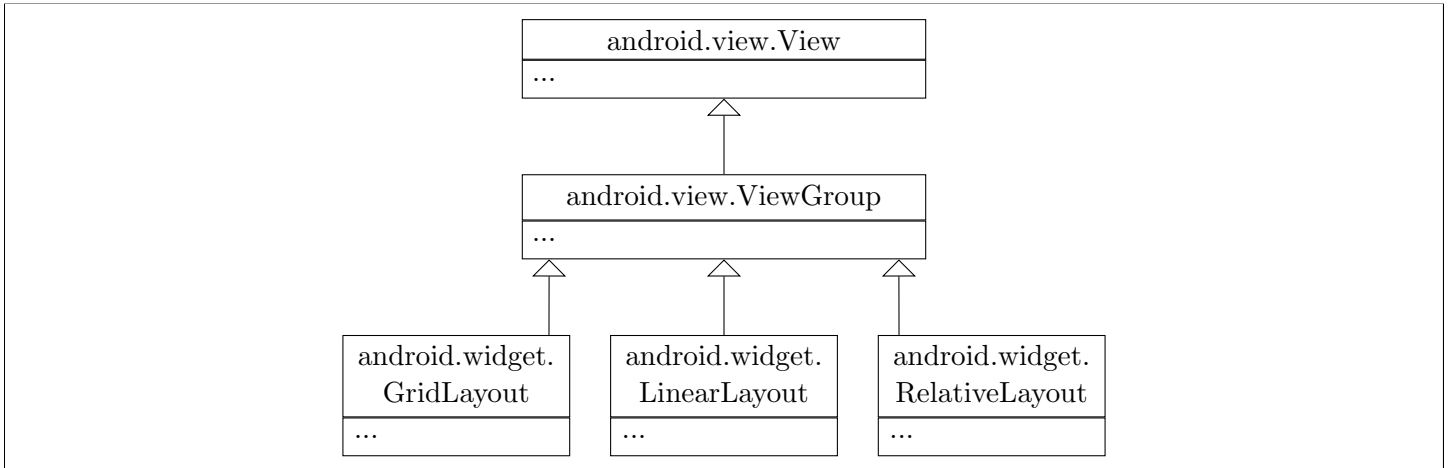 android.view.View
...
android.view.ViewGroup
...
android.widget.
GridLayout
...
android.widget.
LinearLayout
...
android.widget.
RelativeLayout
...